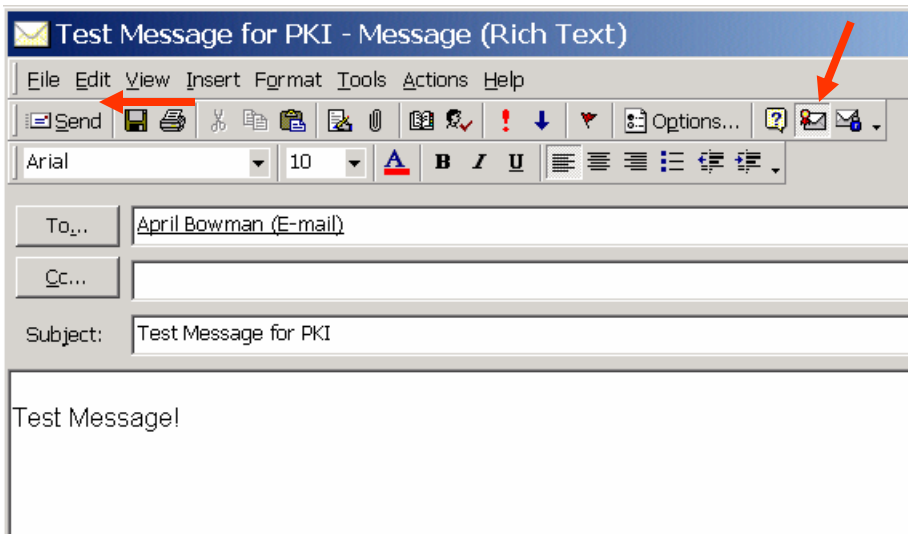 Test Message for PKI - Message (Rich Text)
File Edit View Insert Format Tools Actions Help
Send Options...
Arial 10 A B I U
To... April Bowman (E-mail)
Cc...
Subject: Test Message for PKI
Test Message!